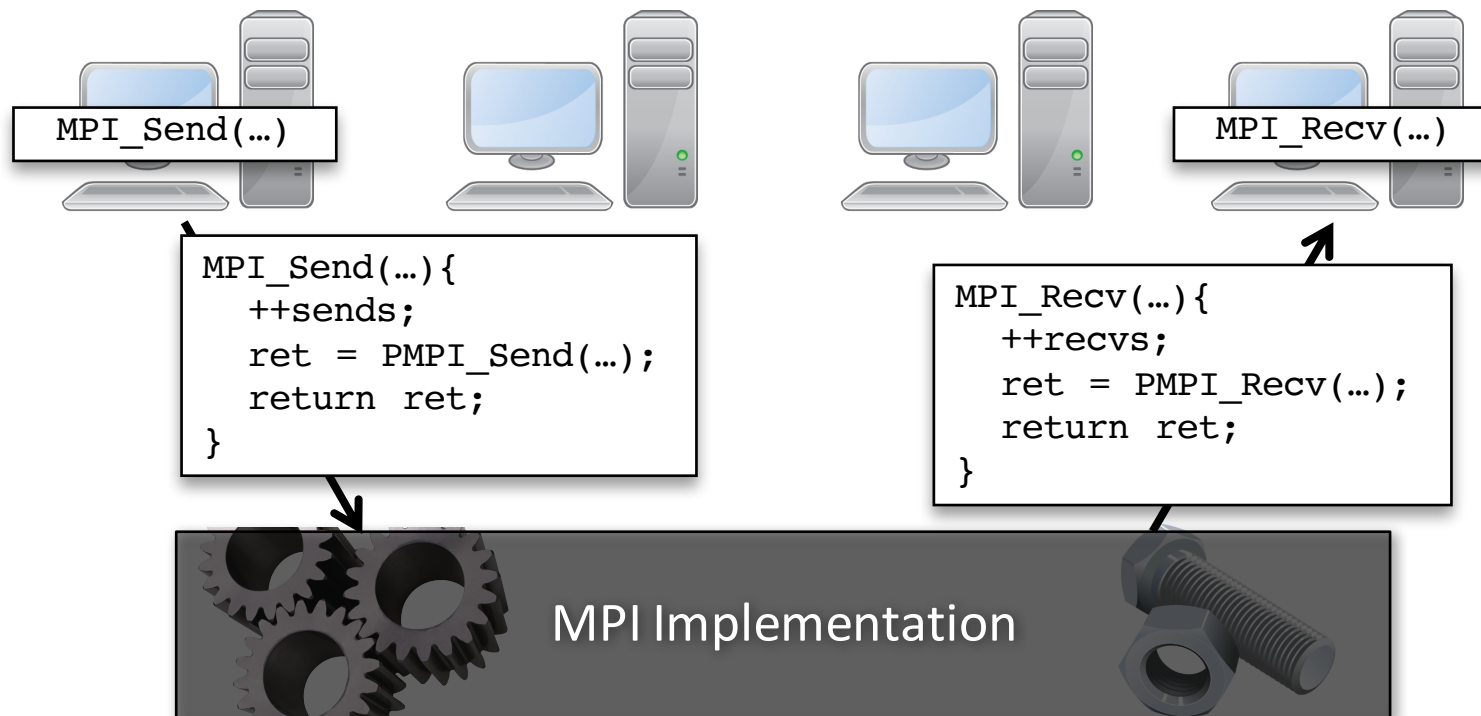 MPI_Send(…)
MPI_Recv(…)
MPI_Send(…){
++sends;
ret = PMPI_Send(…);
return ret;
}
MPI_Recv(…){
++recvs;
ret = PMPI_Recv(…);
return ret;
}
MPI Implementation